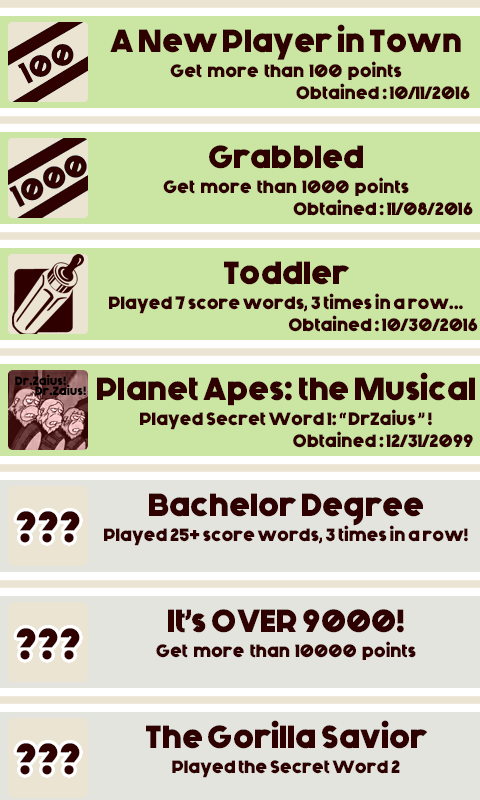 100
A New Player in Town
Get more than 100 points
Obtained : 10/11/2016
1000
Grabbled
Get more than 1000 points
Obtained : 11/08/2016
Toddler
Played 7 score words, 3 times in a row...
Obtained : 10/30/2016
Dr.Zaius!
Dr.Zaius!
Planet Apes: the Musical
Played Secret Word 1: "DrZaius" !
Obtained : 12/31/2099
???
Bachelor Degree
Played 25+ score words, 3 times in a row!
???
It's OVER 9000!
Get more than 10000 points
???
The Gorilla Savior
Played the Secret Word 2